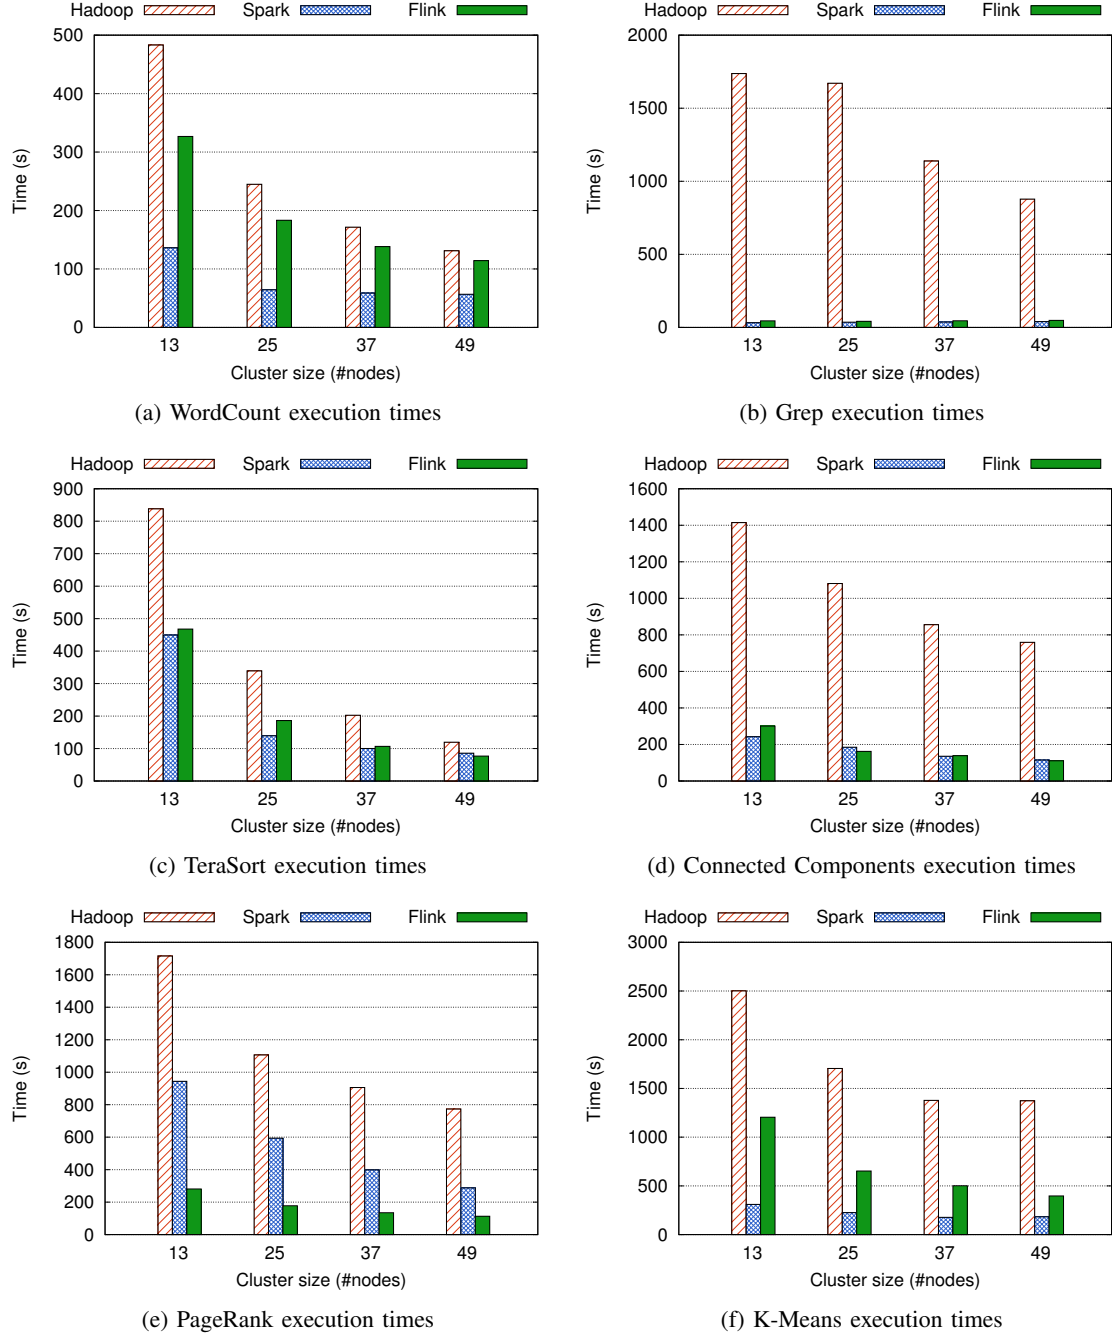 Hadoop Spark Flink
500
400
300
200
100
0
13 25 37 49
Time (s)
Cluster size (#nodes)
(a) WordCount execution times
Hadoop Spark Flink
2000
1500
1000
500
0
13 25 37 49
Time (s)
Cluster size (#nodes)
(b) Grep execution times
Hadoop Spark Flink
900
800
700
600
500
400
300
200
100
0
13 25 37 49
Time (s)
Cluster size (#nodes)
(c) TeraSort execution times
Hadoop Spark Flink
1600
1400
1200
1000
800
600
400
200
0
13 25 37 49
Time (s)
Cluster size (#nodes)
(d) Connected Components execution times
Hadoop Spark Flink
1800
1600
1400
1200
1000
800
600
400
200
0
13 25 37 49
Time (s)
Cluster size (#nodes)
(e) PageRank execution times
Hadoop Spark Flink
3000
2500
2000
1500
1000
500
0
13 25 37 49
Time (s)
Cluster size (#nodes)
(f) K-Means execution times